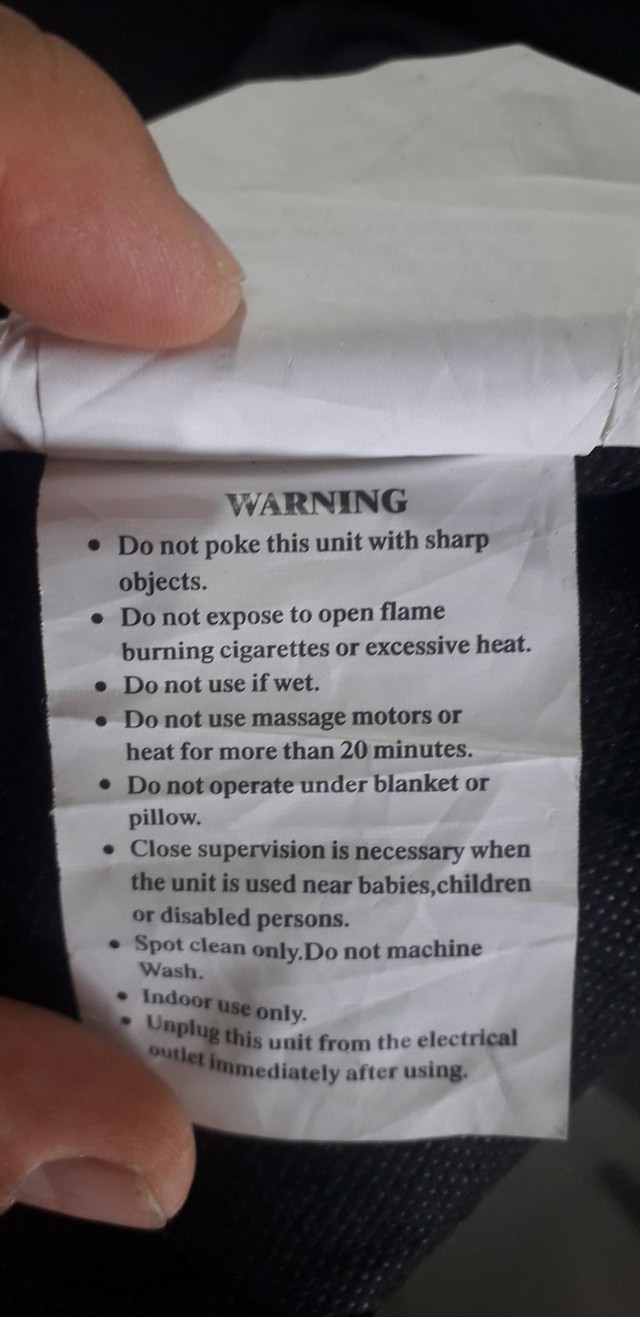 WARNING
• Do not poke this unit with sharp
objects.
• Do not expose to open flame
burning cigarettes or excessive heat.
• Do not use if wet.
• Do not use massage motors or
heat for more than 20 minutes.
• Do not operate under blanket or
pillow.
• Close supervision is necessary when
the unit is used near babies,children
or disabled persons.
• Spot clean only.Do not machine
Wash.
• Indoor use only.
• Unplug this unit from the electrical
outlet immediately after using.